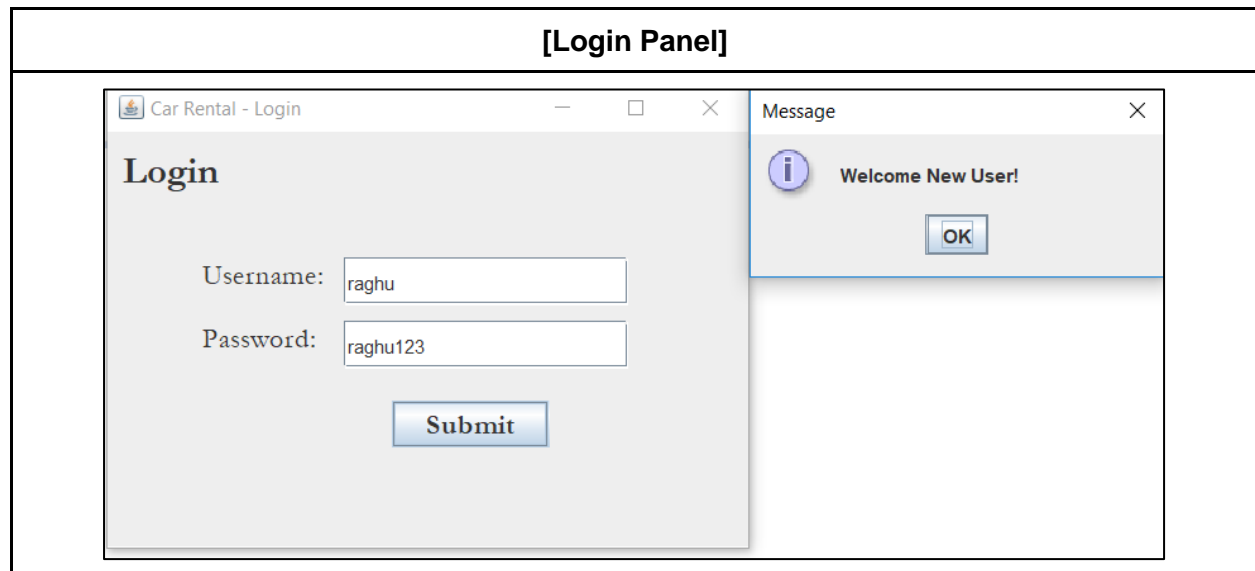 [Login Panel]
Car Rental - Login
Login
Username: raghu
Password: raghu123
Submit
Message
i
Welcome New User!
OK